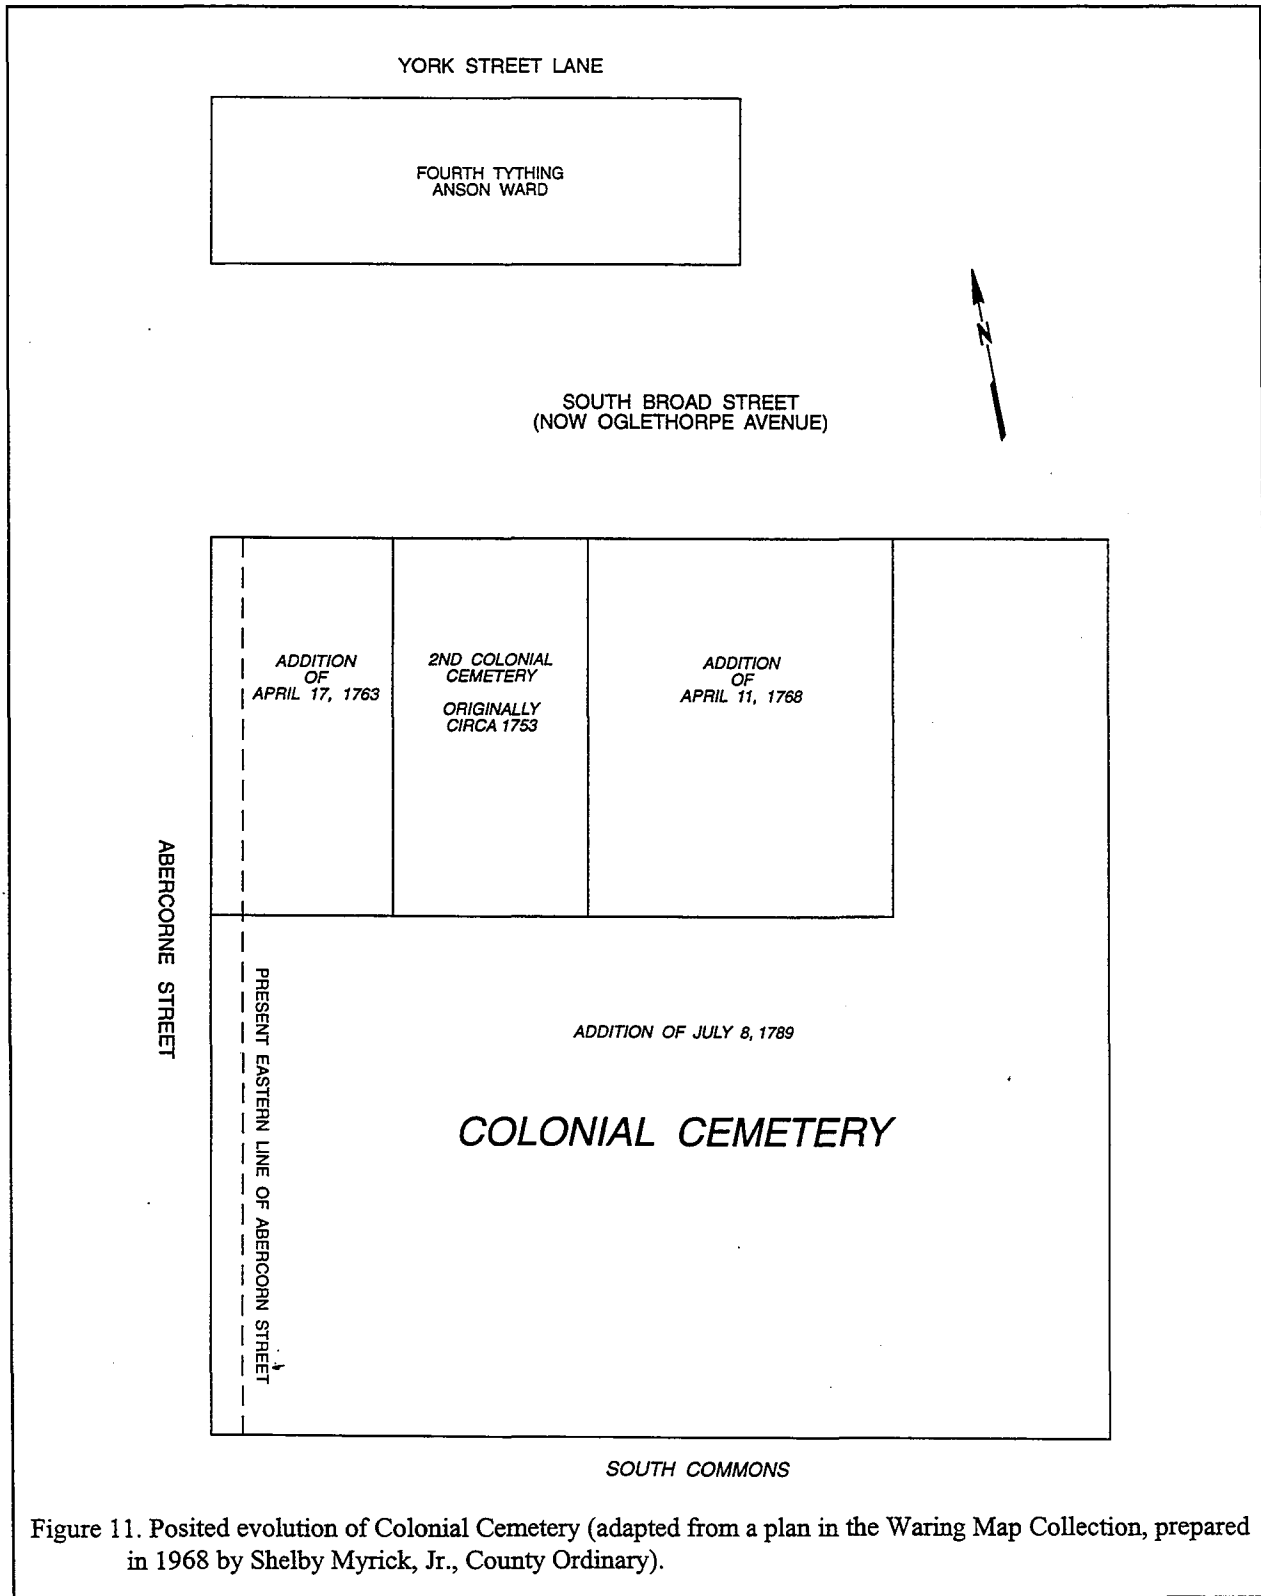 YORK STREET LANE
FOURTH TYTHING
ANSON WARD
N
SOUTH BROAD STREET
(NOW OGLETHORPE AVENUE)
ADDITION
OF
APRIL 17, 1763
2ND COLONIAL
CEMETERY
ORIGINALLY
CIRCA 1753
ADDITION
OF
APRIL 11, 1768
ABERCORNE STREET
PRESENT EASTERN LINE OF ABERCORN STREET
ADDITION OF JULY 8, 1789
COLONIAL CEMETERY
SOUTH COMMONS
Figure 11. Posited evolution of Colonial Cemetery (adapted from a plan in the Waring Map Collection, prepared
in 1968 by Shelby Myrick, Jr., County Ordinary).